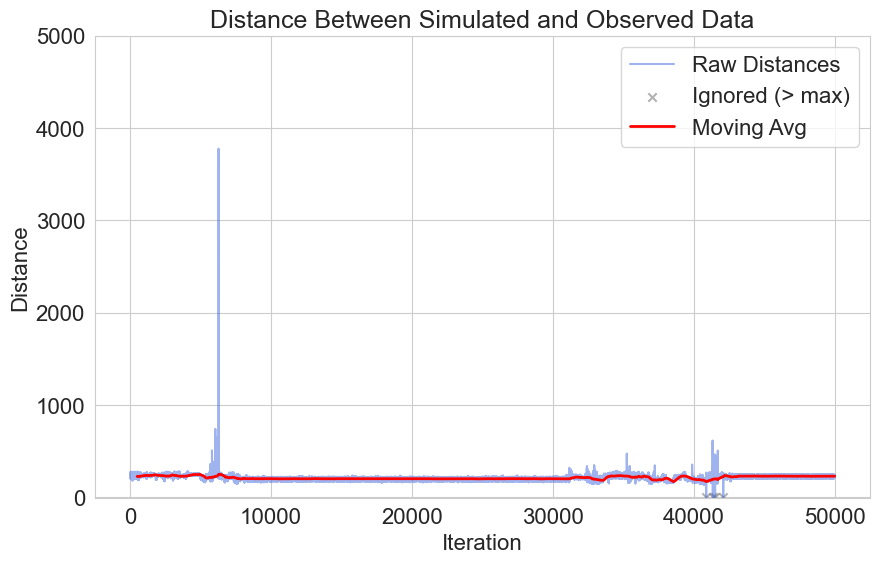 Distance Between Simulated and Observed Data
5000
4000
3000
2000
1000
0
Distance
Raw Distances
Ignored (> max)
Moving Avg
0
10000
20000
30000
40000
50000
Iteration